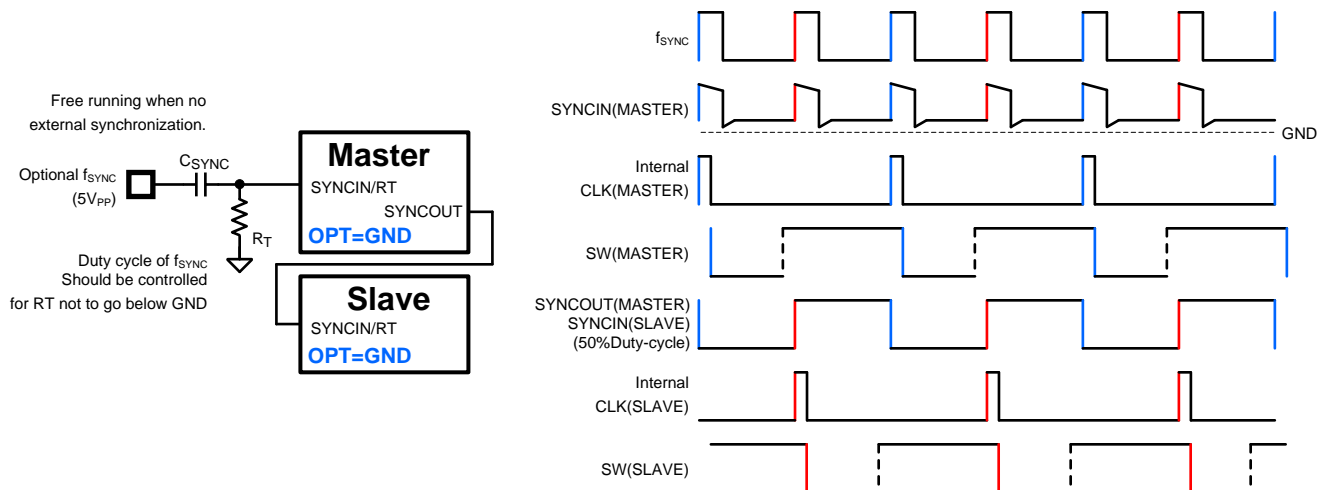 Free running when no
external synchronization.
Optional fSYNC
(5VPP)
CSYNC
RT
Duty cycle of fSYNC
Should be controlled
for RT not to go below GND
Master
SYNCIN/RT
SYNCOUT
OPT=GND
Slave
SYNCIN/RT
OPT=GND
fSYNC
SYNCIN(MASTER)
GND
Internal
CLK(MASTER)
SW(MASTER)
SYNCOUT(MASTER)
SYNCIN(SLAVE)
(50%Duty-cycle)
Internal
CLK(SLAVE)
SW(SLAVE)